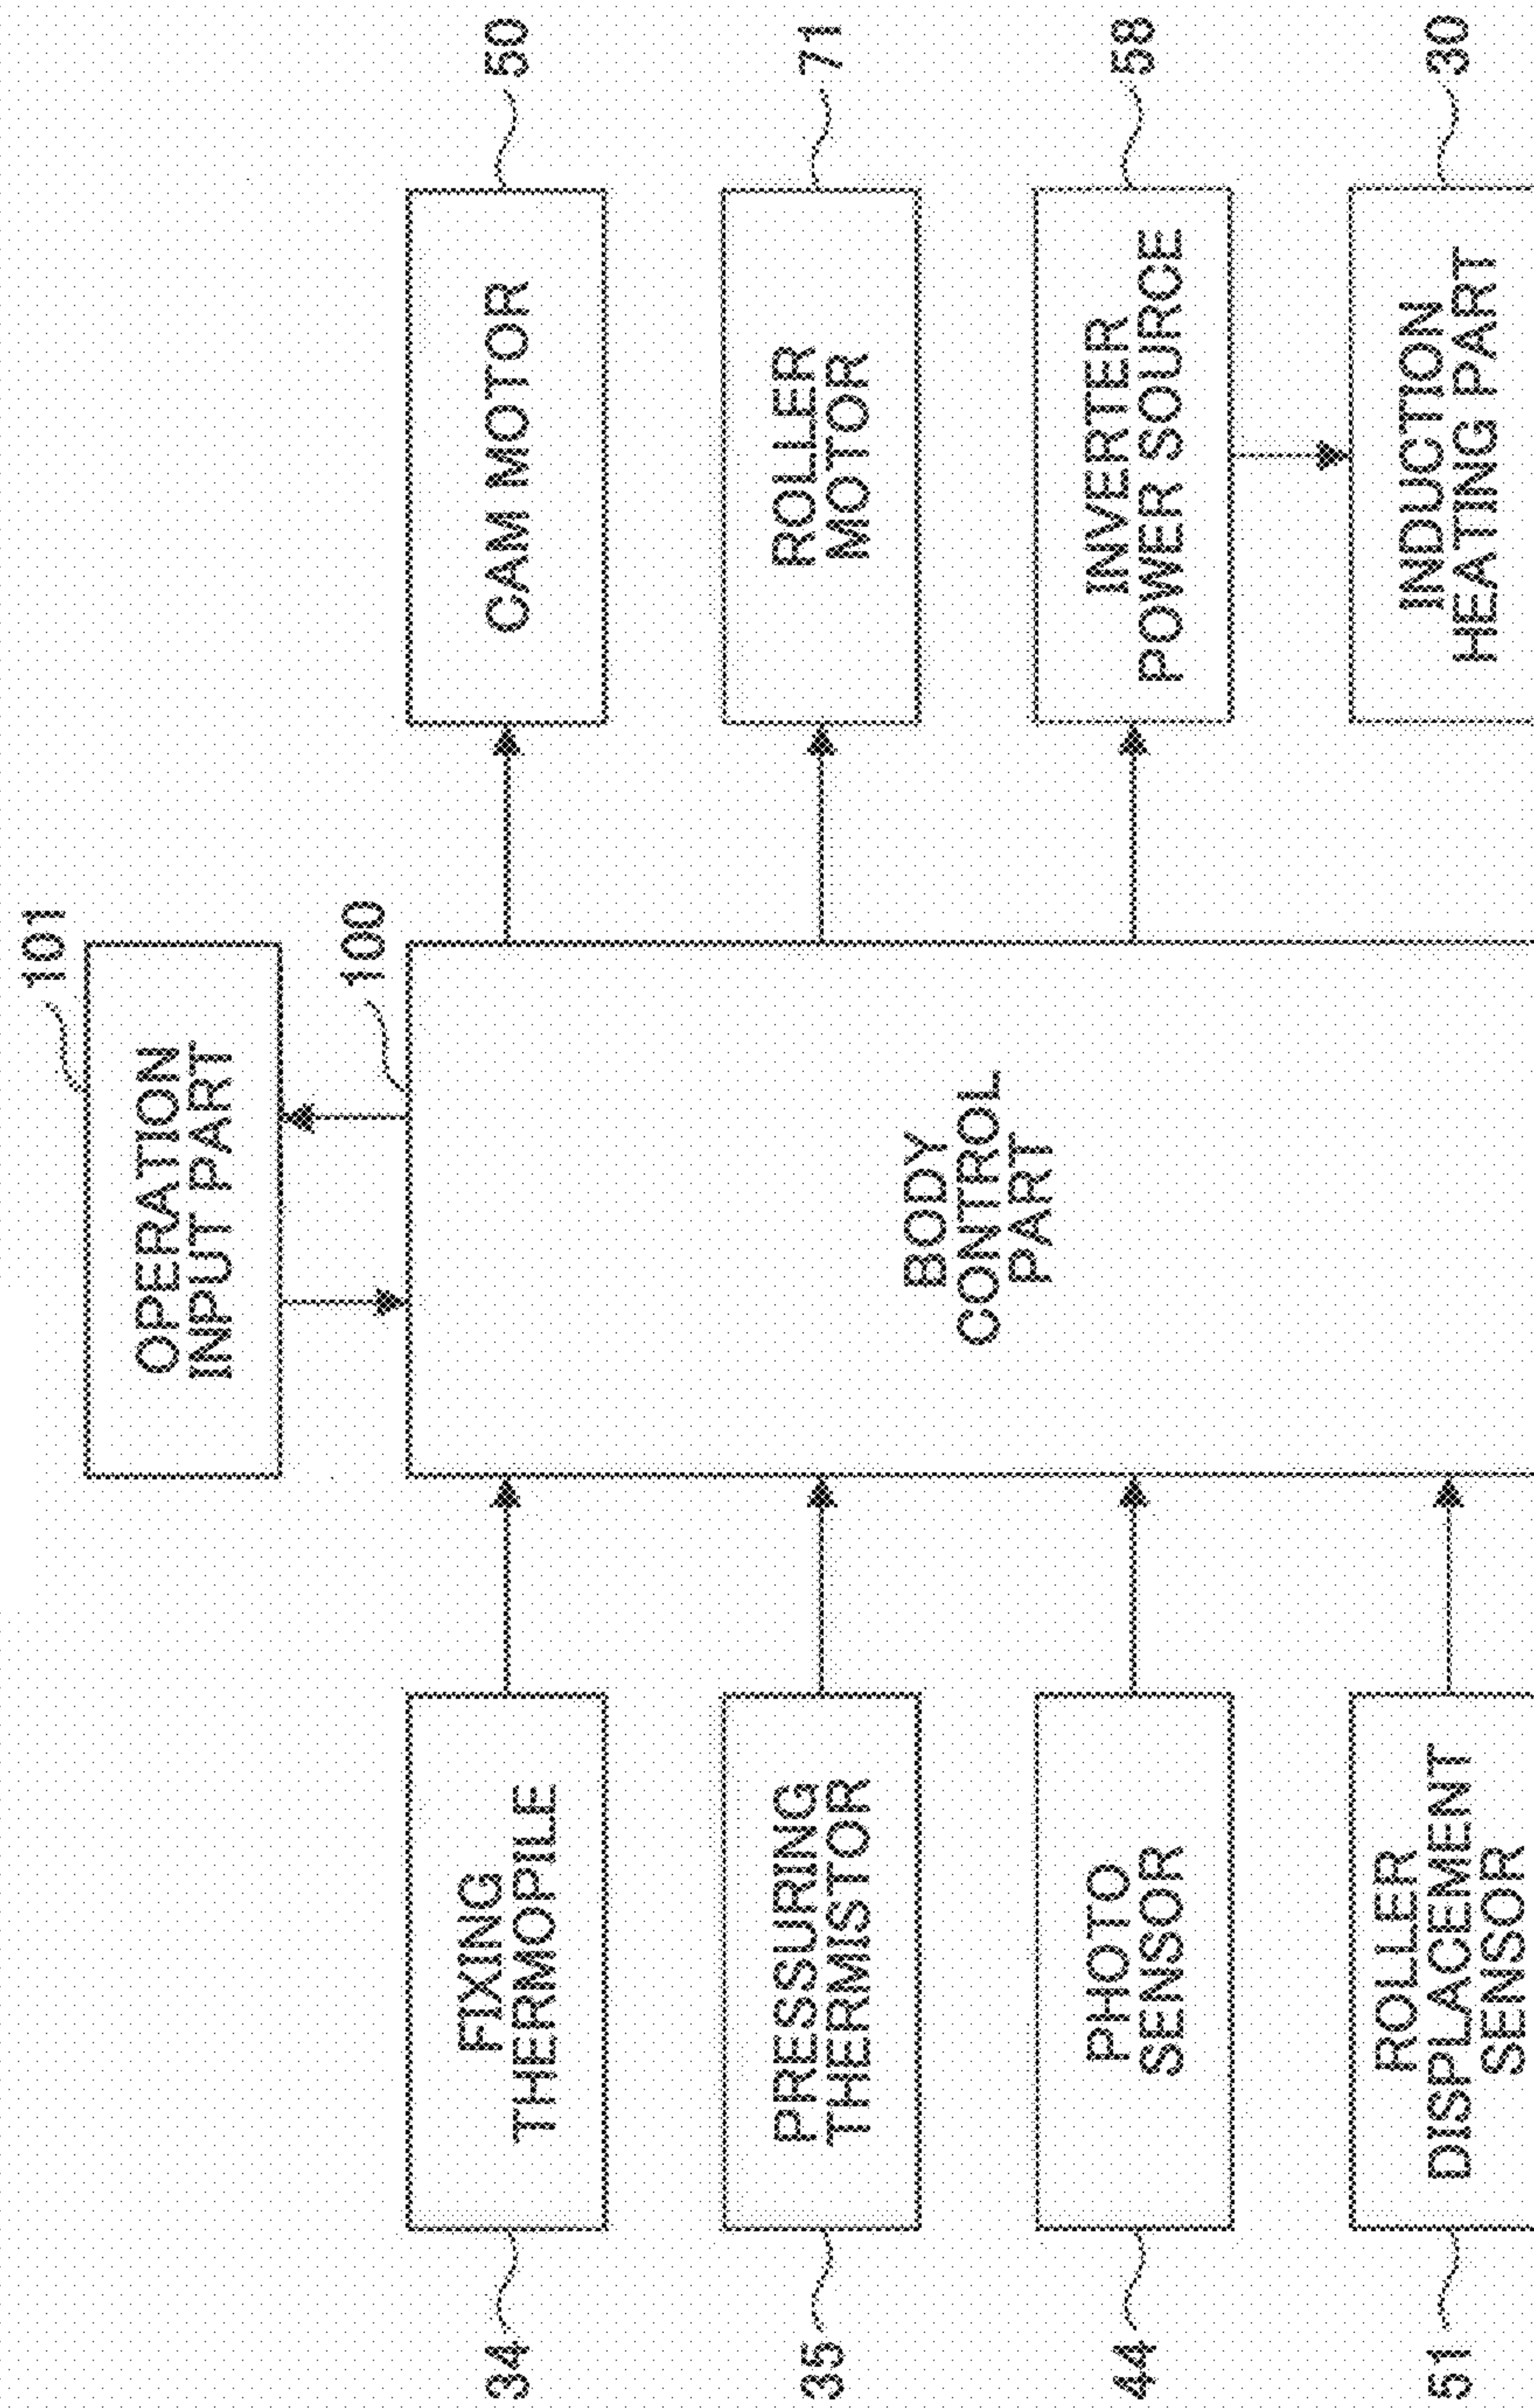 101
OPERATION
INPUT PART
100
34
FIXING
THERMOPILE
CAM MOTOR
50
35
PRESSURING
THERMISTOR
BODY
CONTROL
PART
ROLLER
MOTOR
71
44
PHOTO
SENSOR
INVERTER
POWER SOURCE
58
51
ROLLER
DISPLACEMENT
SENSOR
INDUCTION
HEATING PART
30